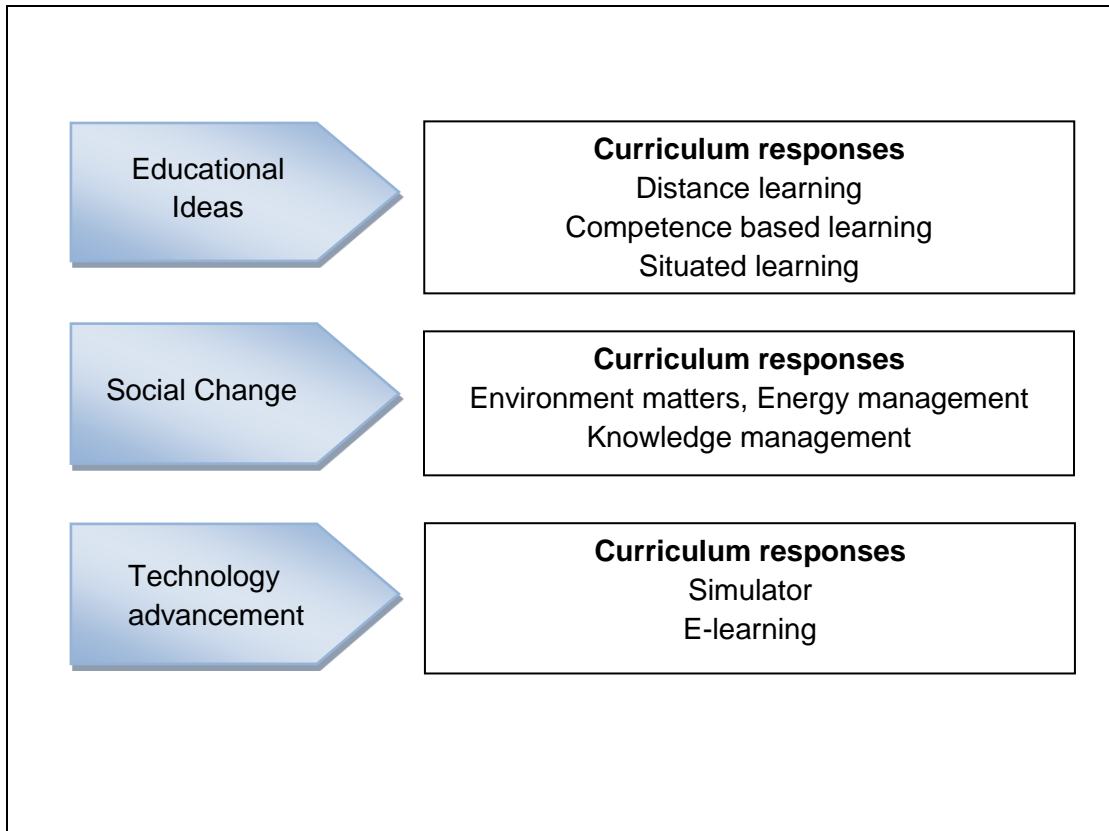 Educational
Ideas
Curriculum responses
Distance learning
Competence based learning
Situated learning
Social Change
Curriculum responses
Environment matters, Energy management
Knowledge management
Technology
advancement
Curriculum responses
Simulator
E-learning